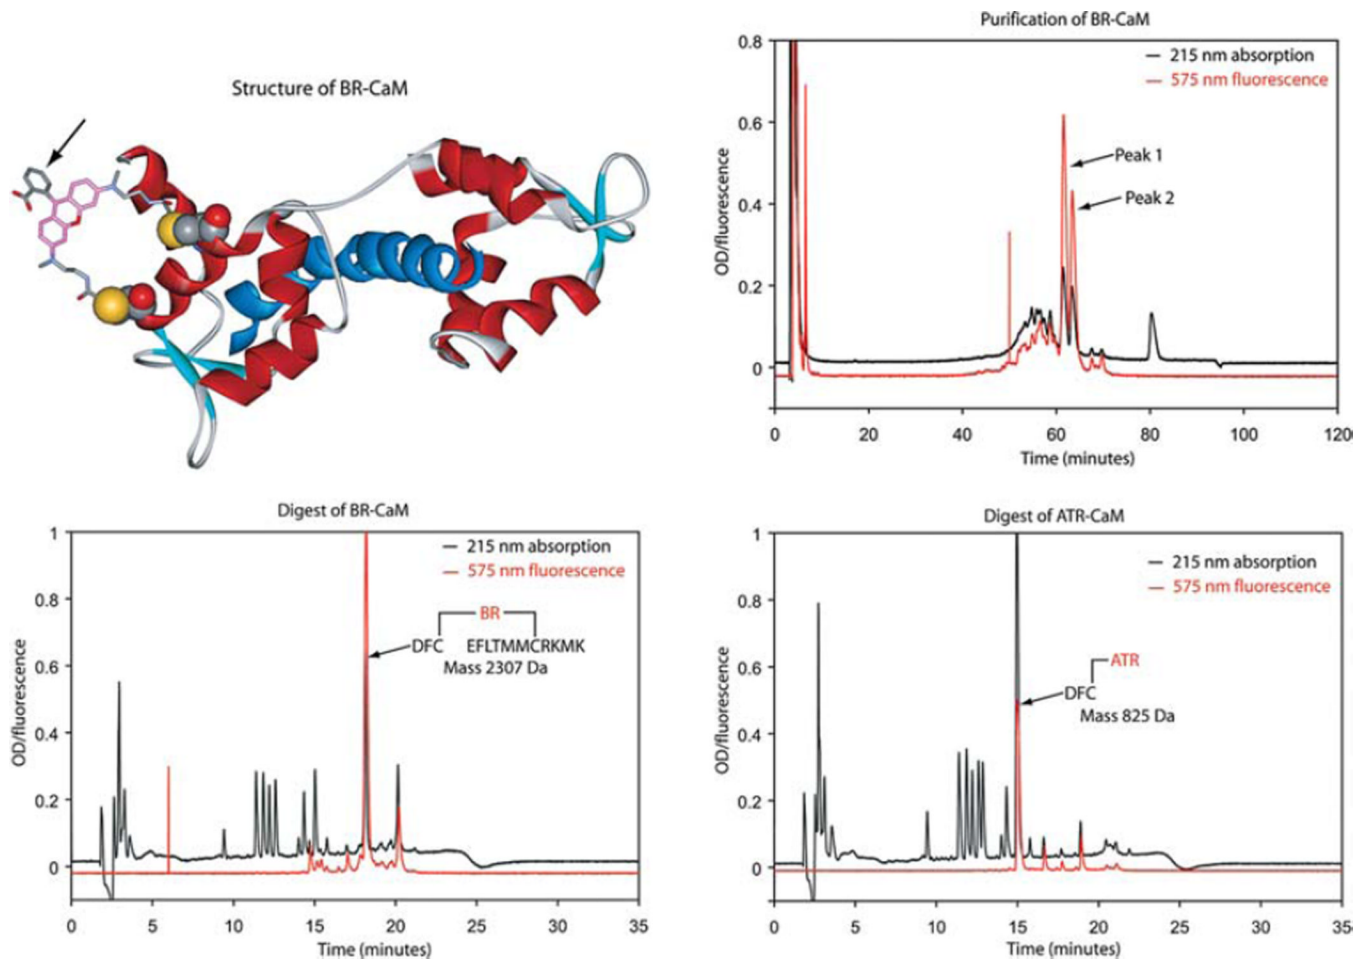 Structure of BR-CaM
Purification of BR-CaM
0.8
0.6
0.4
0.2
0
OD/fluorescence
215 nm absorption
575 nm fluorescence
Peak 1
Peak 2
0 20 40 60 80 100 120
Time (minutes)
Digest of BR-CaM
1
0.8
0.6
0.4
0.2
0
OD/fluorescence
215 nm absorption
575 nm fluorescence
BR
DFC EFLTMMCRKMK
Mass 2307 Da
0 5 10 15 20 25 30 35
Time (minutes)
Digest of ATR-CaM
1
0.8
0.6
0.4
0.2
0
OD/fluorescence
215 nm absorption
575 nm fluorescence
ATR
DFC
Mass 825 Da
0 5 10 15 20 25 30 35
Time (minutes)